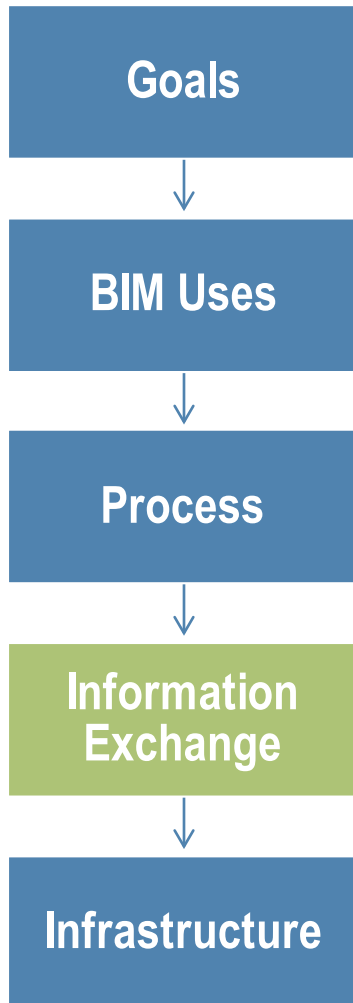 Goals
BIM Uses
Process
Information
Exchange
Infrastructure